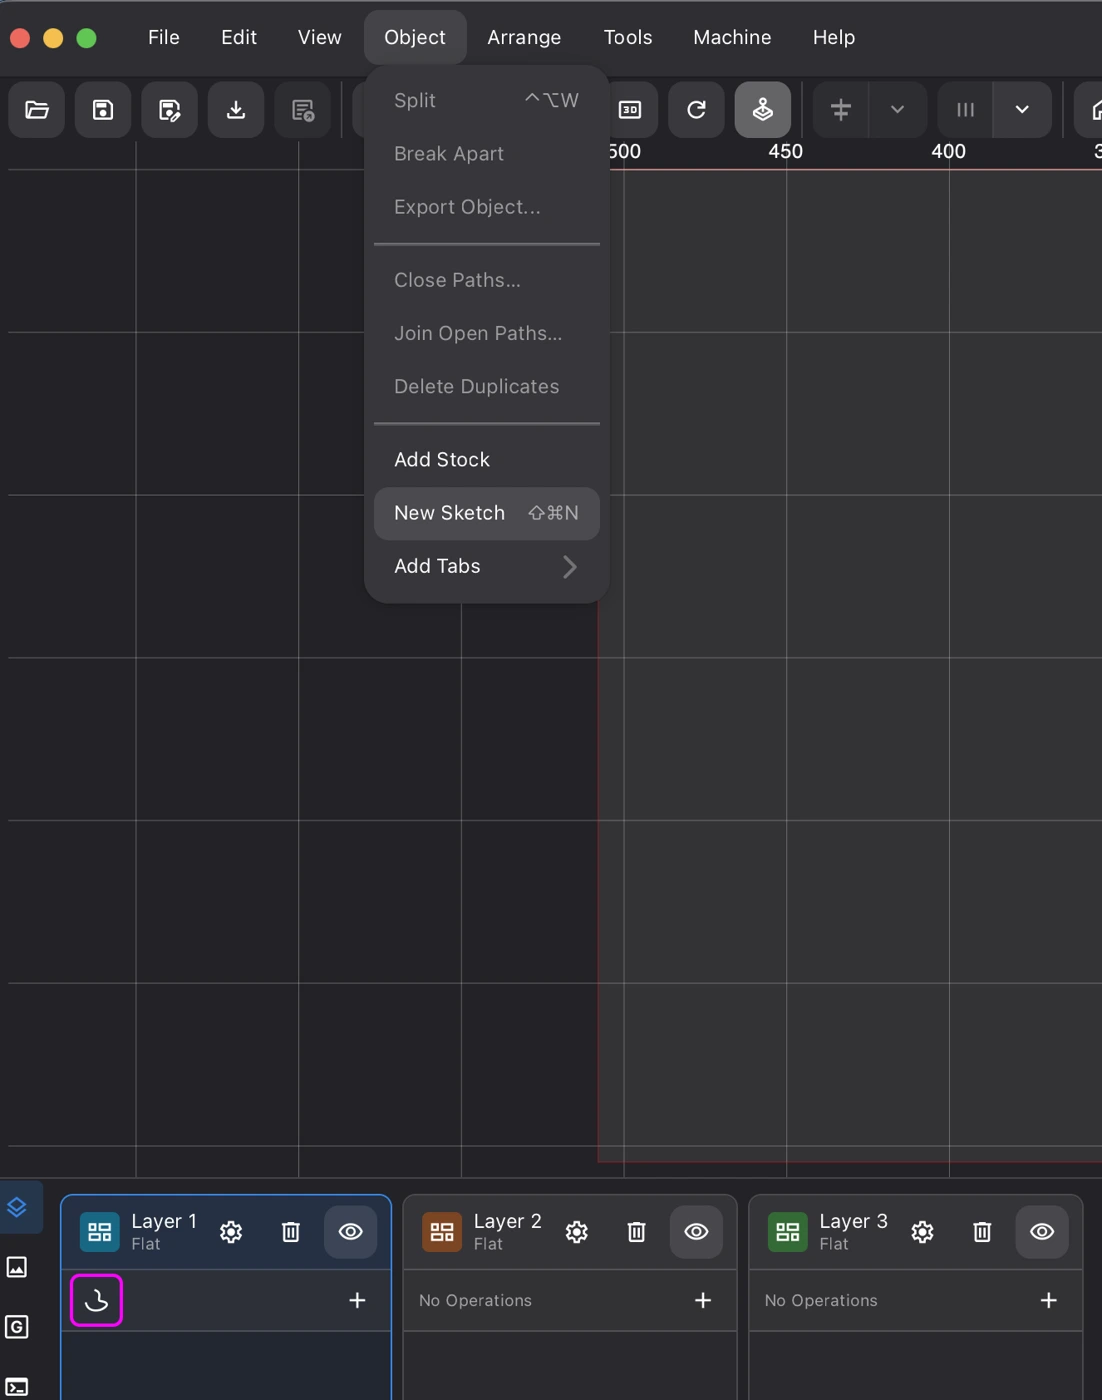 File Edit View Object Arrange Tools Machine Help
Split ^⌥W
Break Apart
Export Object...
Close Paths...
Join Open Paths...
Delete Duplicates
Add Stock
New Sketch ⇧⌘N
Add Tabs
3D
500 450 400
Layer 1
Flat
Layer 2
Flat
No Operations
Layer 3
Flat
No Operations
G